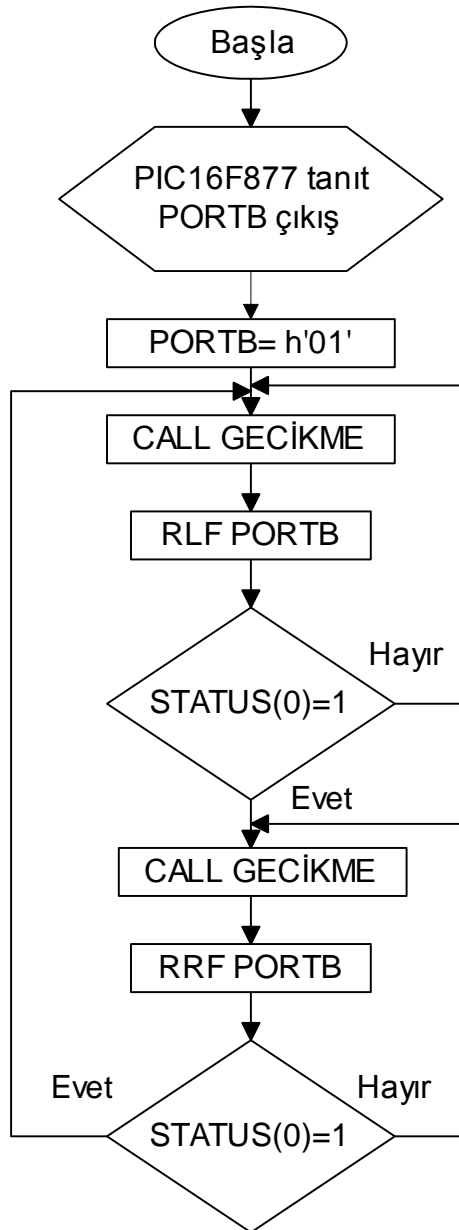 Başla
PIC16F877 tanıt
PORTB çıkış
PORTB= h'01'
CALL GECİKME
RLF PORTB
Hayır
STATUS(0)=1
Evet
CALL GECİKME
RRF PORTB
Evet
Hayır
STATUS(0)=1